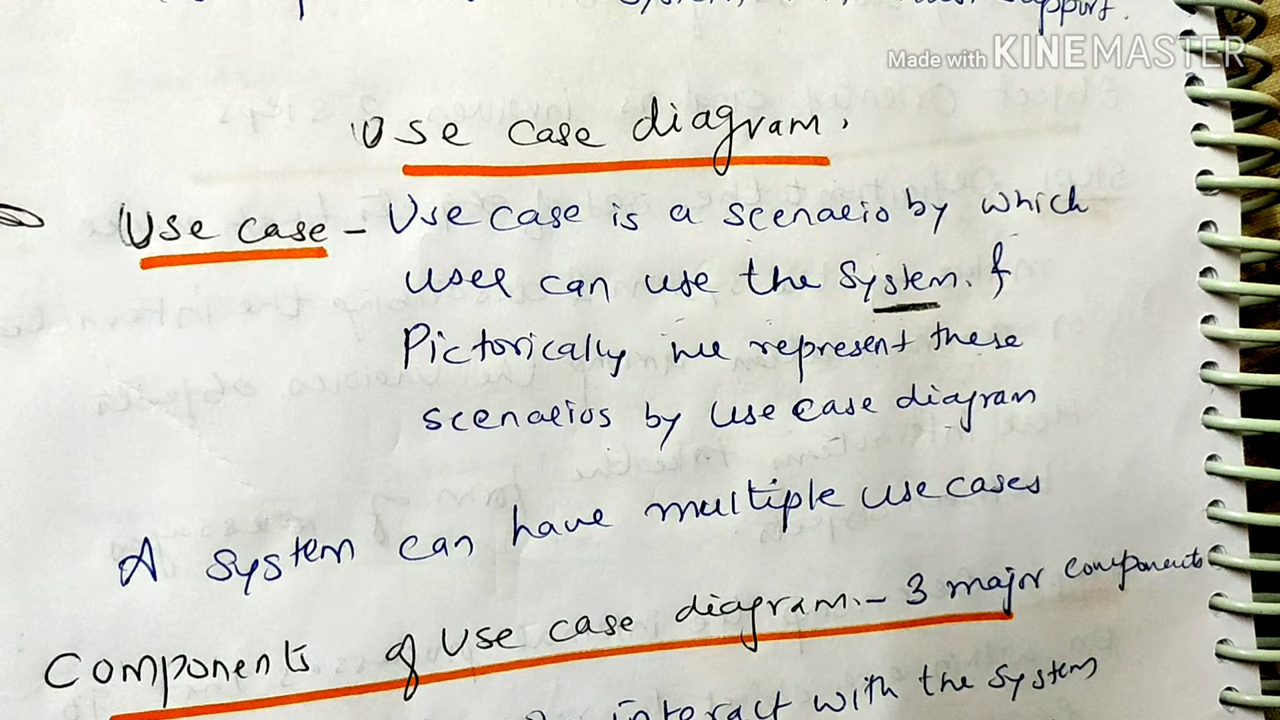 support.
Made with KINEMASTER
Use case diagram.
Use case - Use case is a scenario by which
user can use the system. &
Pictorically we represent these
scenarios by use case diagram
A system can have multiple use cases
Components of Use case diagram.- 3 major components
interact with the system